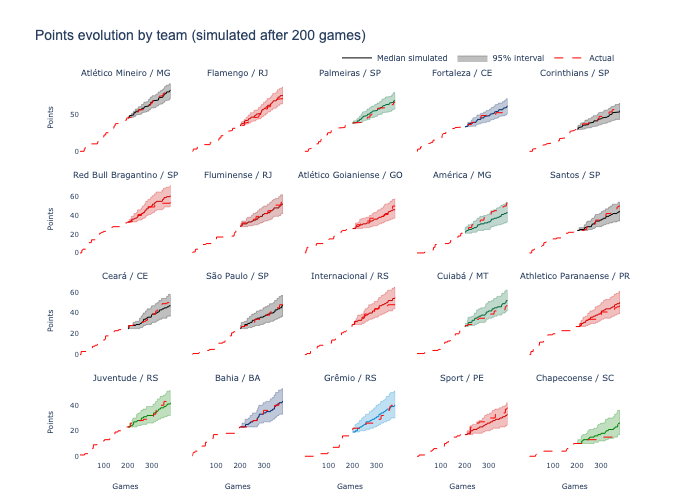 Points evolution by team (simulated after 200 games)
Median simulated 95% interval Actual
Atlético Mineiro / MG Flamengo / RJ Palmeiras / SP Fortaleza / CE Corinthians / SP
Points
50
0
Red Bull Bragantino / SP Fluminense / RJ Atlético Goianiense / GO América / MG Santos / SP
Points
60
40
20
0
Ceará / CE São Paulo / SP Internacional / RS Cuiabá / MT Athletico Paranaense / PR
Points
60
40
20
0
Juventude / RS Bahia / BA Grêmio / RS Sport / PE Chapecoense / SC
Points
40
20
0
100 200 300 100 200 300 100 200 300 100 200 300 100 200 300
Games Games Games Games Games